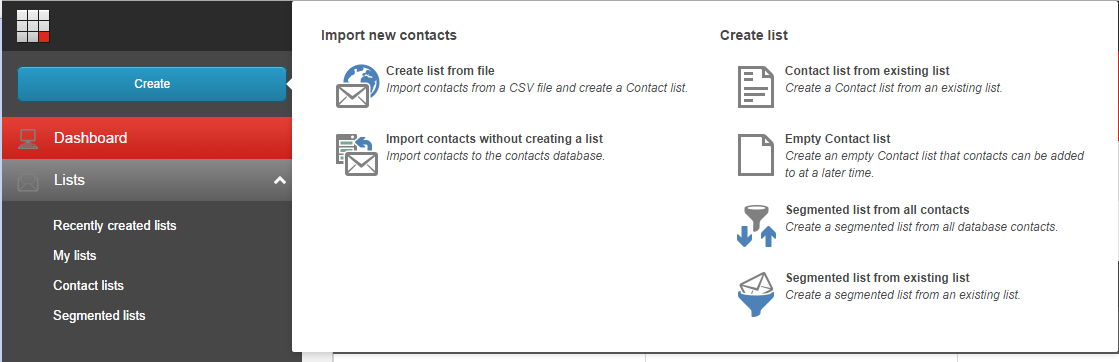 Create
Dashboard
Lists
Recently created lists
My lists
Contact lists
Segmented lists
Import new contacts
Create list from file
Import contacts from a CSV file and create a Contact list.
Import contacts without creating a list
Import contacts to the contacts database.
Create list
Contact list from existing list
Create a Contact list from an existing list.
Empty Contact list
Create an empty Contact list that contacts can be added
to at a later time.
Segmented list from all contacts
Create a segmented list from all database contacts.
Segmented list from existing list
Create a segmented list from an existing list.